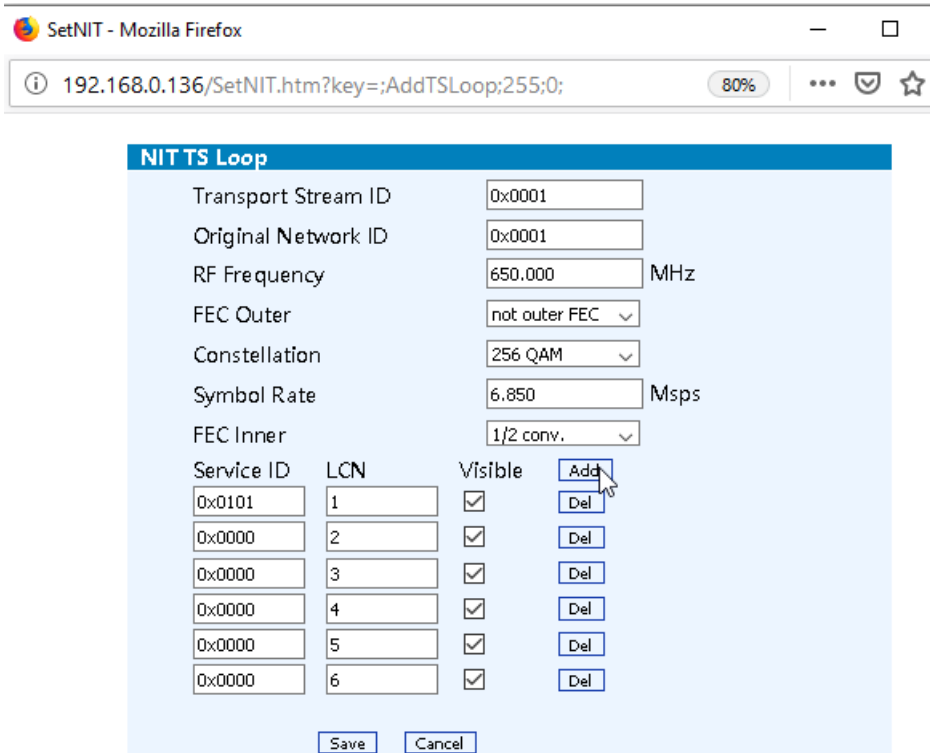 SetNIT - Mozilla Firefox
192.168.0.136/SetNIT.htm?key=;AddTSLoop;255;0; 80%
NIT TS Loop
Transport Stream ID 0x0001
Original Network ID 0x0001
RF Frequency 650.000 MHz
FEC Outer not outer FEC
Constellation 256 QAM
Symbol Rate 6.850 Msps
FEC Inner 1/2 conv.
Service ID LCN Visible Add
0x0101 1 Del
0x0000 2 Del
0x0000 3 Del
0x0000 4 Del
0x0000 5 Del
0x0000 6 Del
Save Cancel